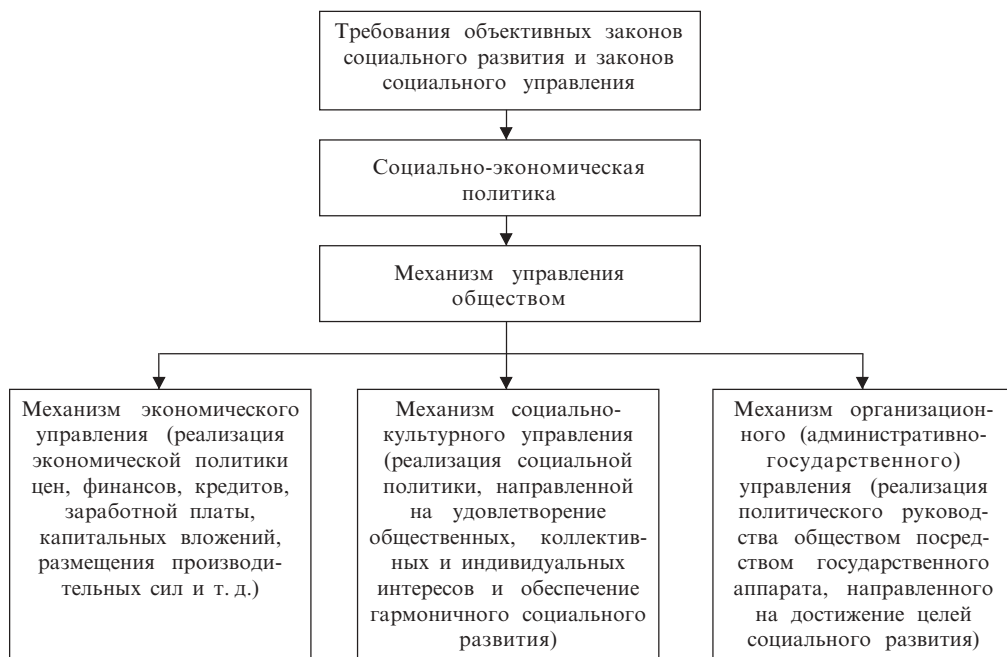 Требования объективных законов
социального развития и законов
социального управления
Социально-экономическая
политика
Механизм управления
обществом
Механизм экономического
управления (реализация
экономической политики
цен, финансов, кредитов,
заработной платы,
капитальных вложений,
размещения производи-
тельных сил и т. д.)
Механизм социально-
культурного управления
(реализация социальной
политики, направленной
на удовлетворение
общественных, коллектив-
ных и индивидуальных
интересов и обеспечение
гармоничного социального
развития)
Механизм организацион-
ного (административно-
государственного)
управления (реализация
политического руковод-
ства обществом посред-
ством государственного
аппарата, направленного
на достижение целей
социального развития)